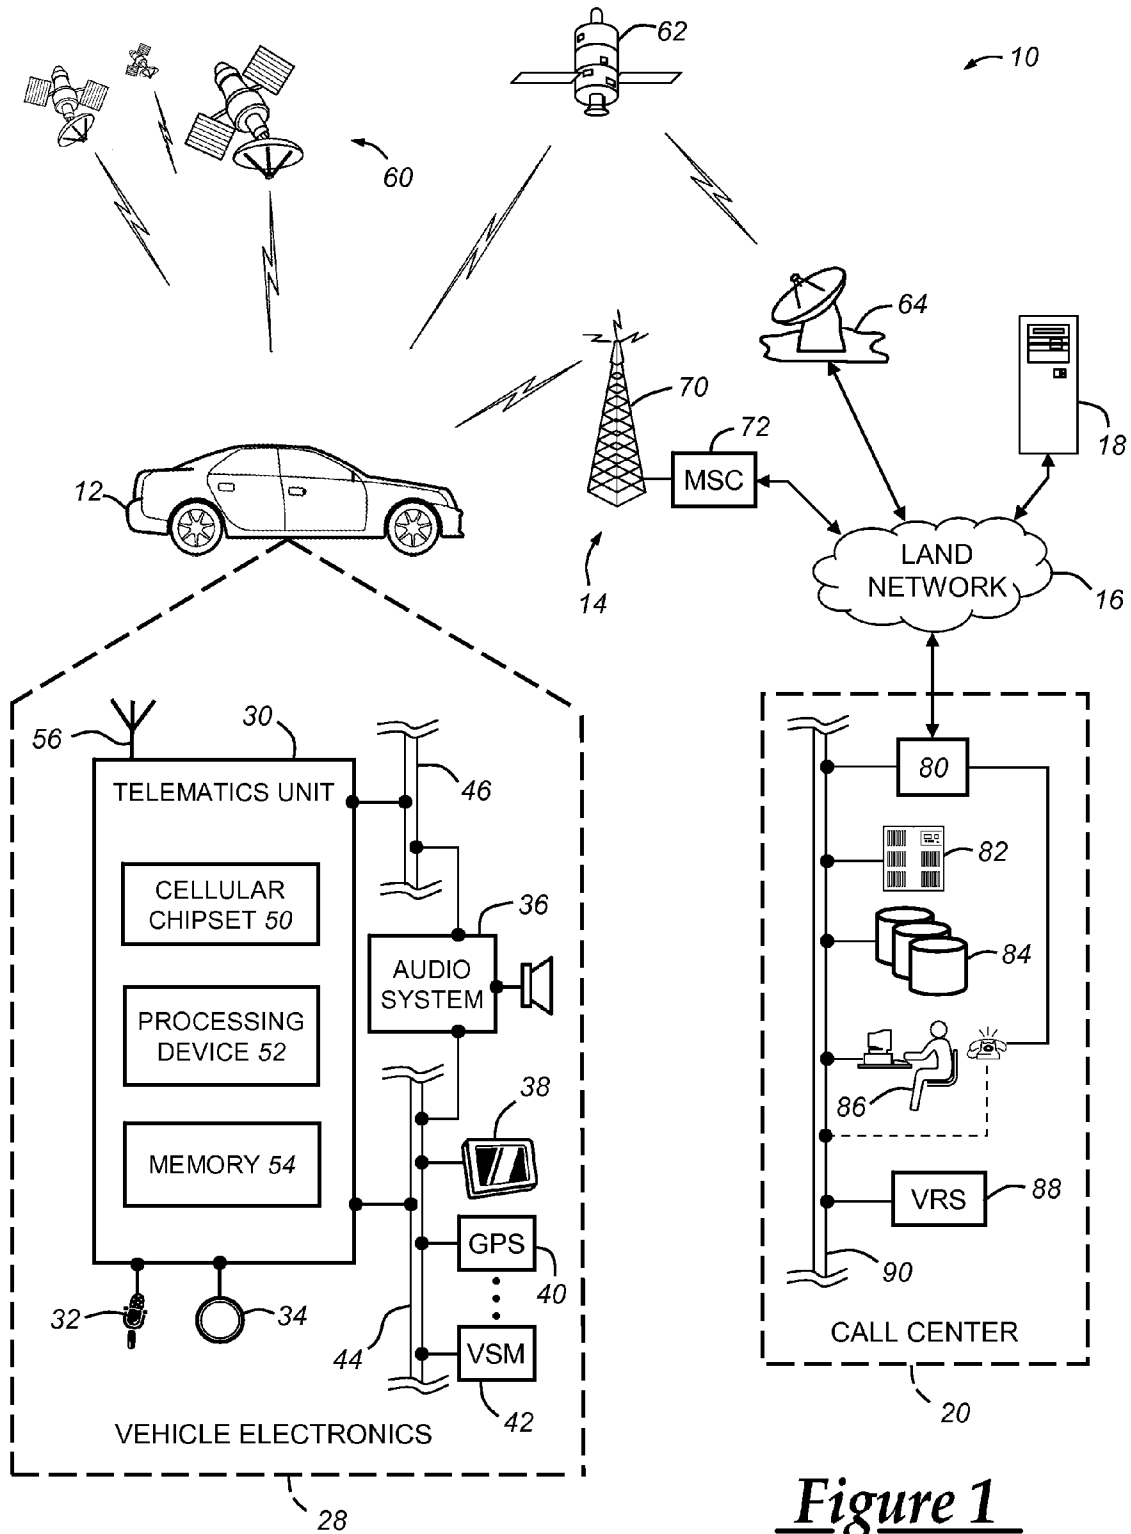 62
10
60
64
70
18
72
MSC
12
LAND
NETWORK
14
16
56
30
TELEMATICS UNIT
46
80
CELLULAR
CHIPSET 50
82
36
AUDIO
SYSTEM
84
PROCESSING
DEVICE 52
38
86
MEMORY 54
VRS
88
GPS
40
90
32
34
44
VSM
42
CALL CENTER
20
VEHICLE ELECTRONICS
28
Figure 1